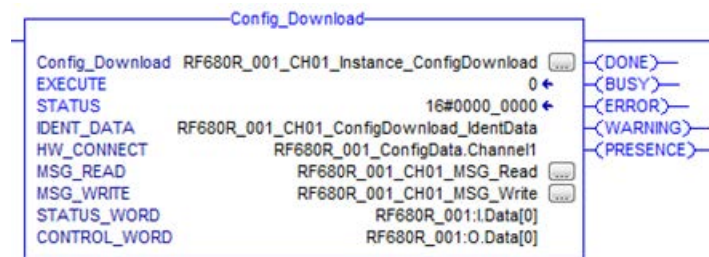 Config_Download
Config_Download RF680R_001_CH01_Instance_ConfigDownload ... (DONE)
EXECUTE 0 (BUSY)
STATUS 16#0000_0000 (ERROR)
IDENT_DATA RF680R_001_CH01_ConfigDownload_IdentData (WARNING)
HW_CONNECT RF680R_001_ConfigData.Channel1 (PRESENCE)
MSG_READ RF680R_001_CH01_MSG_Read ...
MSG_WRITE RF680R_001_CH01_MSG_Write ...
STATUS_WORD RF680R_001:I.Data[0]
CONTROL_WORD RF680R_001:O.Data[0]